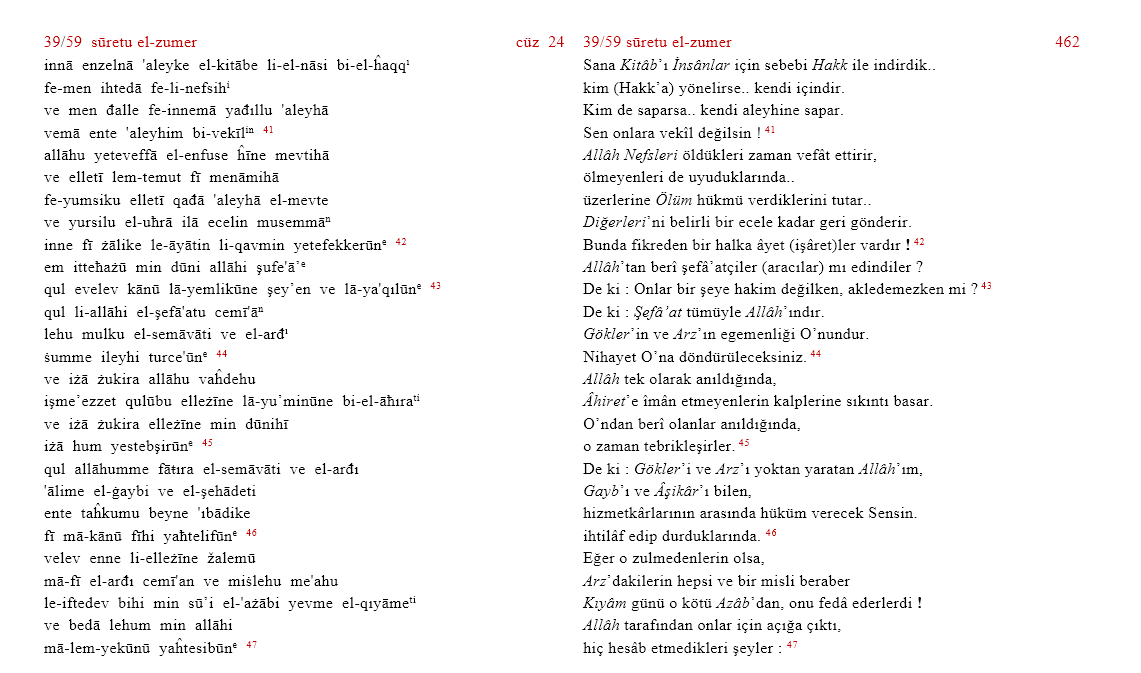 39/59 sūretu el-zumer cüz 24
innā enzelnā 'aleyke el-kitābe li-el-nāsi bi-el-ĥaqqⁱ
fe-men ihtedā fe-li-nefsihⁱ
ve men đalle fe-innemā yađıllu 'aleyhā
vemā ente 'aleyhim bi-vekīlⁱⁿ 41
allāhu yeteveffā el-enfuse ĥīne mevtihā
ve elletī lem-temut fī menāmihā
fe-yumsiku elletī qađā 'aleyhā el-mevte
ve yursilu el-uħrā ilā ecelin musemmāⁿ
inne fī żālike le-āyātin li-qavmin yetefekkerūnᵉ 42
em itteħażū min dūni allāhi şufe'ā’ᵉ
qul evelev kānū lā-yemlikūne şey’en ve lā-ya'qılūnᵉ 43
qul li-allāhi el-şefā'atu cemī'āⁿ
lehu mulku el-semāvāti ve el-arđⁱ
ŝumme ileyhi turce'ūnᵉ 44
ve iżā żukira allāhu vaĥdehu
işme’ezzet qulūbu elleżīne lā-yu’minūne bi-el-āħıraᵗⁱ
ve iżā żukira elleżīne min dūnihī
iżā hum yestebşirūnᵉ 45
qul allāhumme fāŧıra el-semāvāti ve el-arđı
'ālime el-ġaybi ve el-şehādeti
ente taĥkumu beyne 'ıbādike
fī mā-kānū fīhi yaħtelifūnᵉ 46
velev enne li-elleżīne žalemū
mā-fī el-arđı cemī'an ve miŝlehu me'ahu
le-iftedev bihi min sū’i el-'ażābi yevme el-qıyāmeᵗⁱ
ve bedā lehum min allāhi
mā-lem-yekūnū yaĥtesibūnᵉ 47
39/59 sūretu el-zumer 462
Sana Kitâb’ı İnsânlar için sebebi Hakk ile indirdik..
kim (Hakk’a) yönelirse.. kendi içindir.
Kim de saparsa.. kendi aleyhine sapar.
Sen onlara vekîl değilsin ! 41
Allâh Nefsleri öldükleri zaman vefât ettirir,
ölmeyenleri de uyuduklarında..
üzerlerine Ölüm hükmü verdiklerini tutar..
Diğerleri’ni belirli bir ecele kadar geri gönderir.
Bunda fikreden bir halka âyet (işâret)ler vardır ! 42
Allâh’tan berî şefâ’atçiler (aracılar) mı edindiler ?
De ki : Onlar bir şeye hakim değilken, akledemezken mi ? 43
De ki : Şefâ’at tümüyle Allâh’ındır.
Gökler’in ve Arz’ın egemenliği O’nundur.
Nihayet O’na döndürüleceksiniz. 44
Allâh tek olarak anıldığında,
Âhiret’e îmân etmeyenlerin kalplerine sıkıntı basar.
O’ndan berî olanlar anıldığında,
o zaman tebrikleşirler. 45
De ki : Gökler’i ve Arz’ı yoktan yaratan Allâh’ım,
Gayb’ı ve Âşikâr’ı bilen,
hizmetkârlarının arasında hüküm verecek Sensin.
ihtilâf edip durduklarında. 46
Eğer o zulmedenlerin olsa,
Arz’dakilerin hepsi ve bir misli beraber
Kıyâm günü o kötü Azâb’dan, onu fedâ ederlerdi !
Allâh tarafından onlar için açığa çıktı,
hiç hesâb etmedikleri şeyler : 47